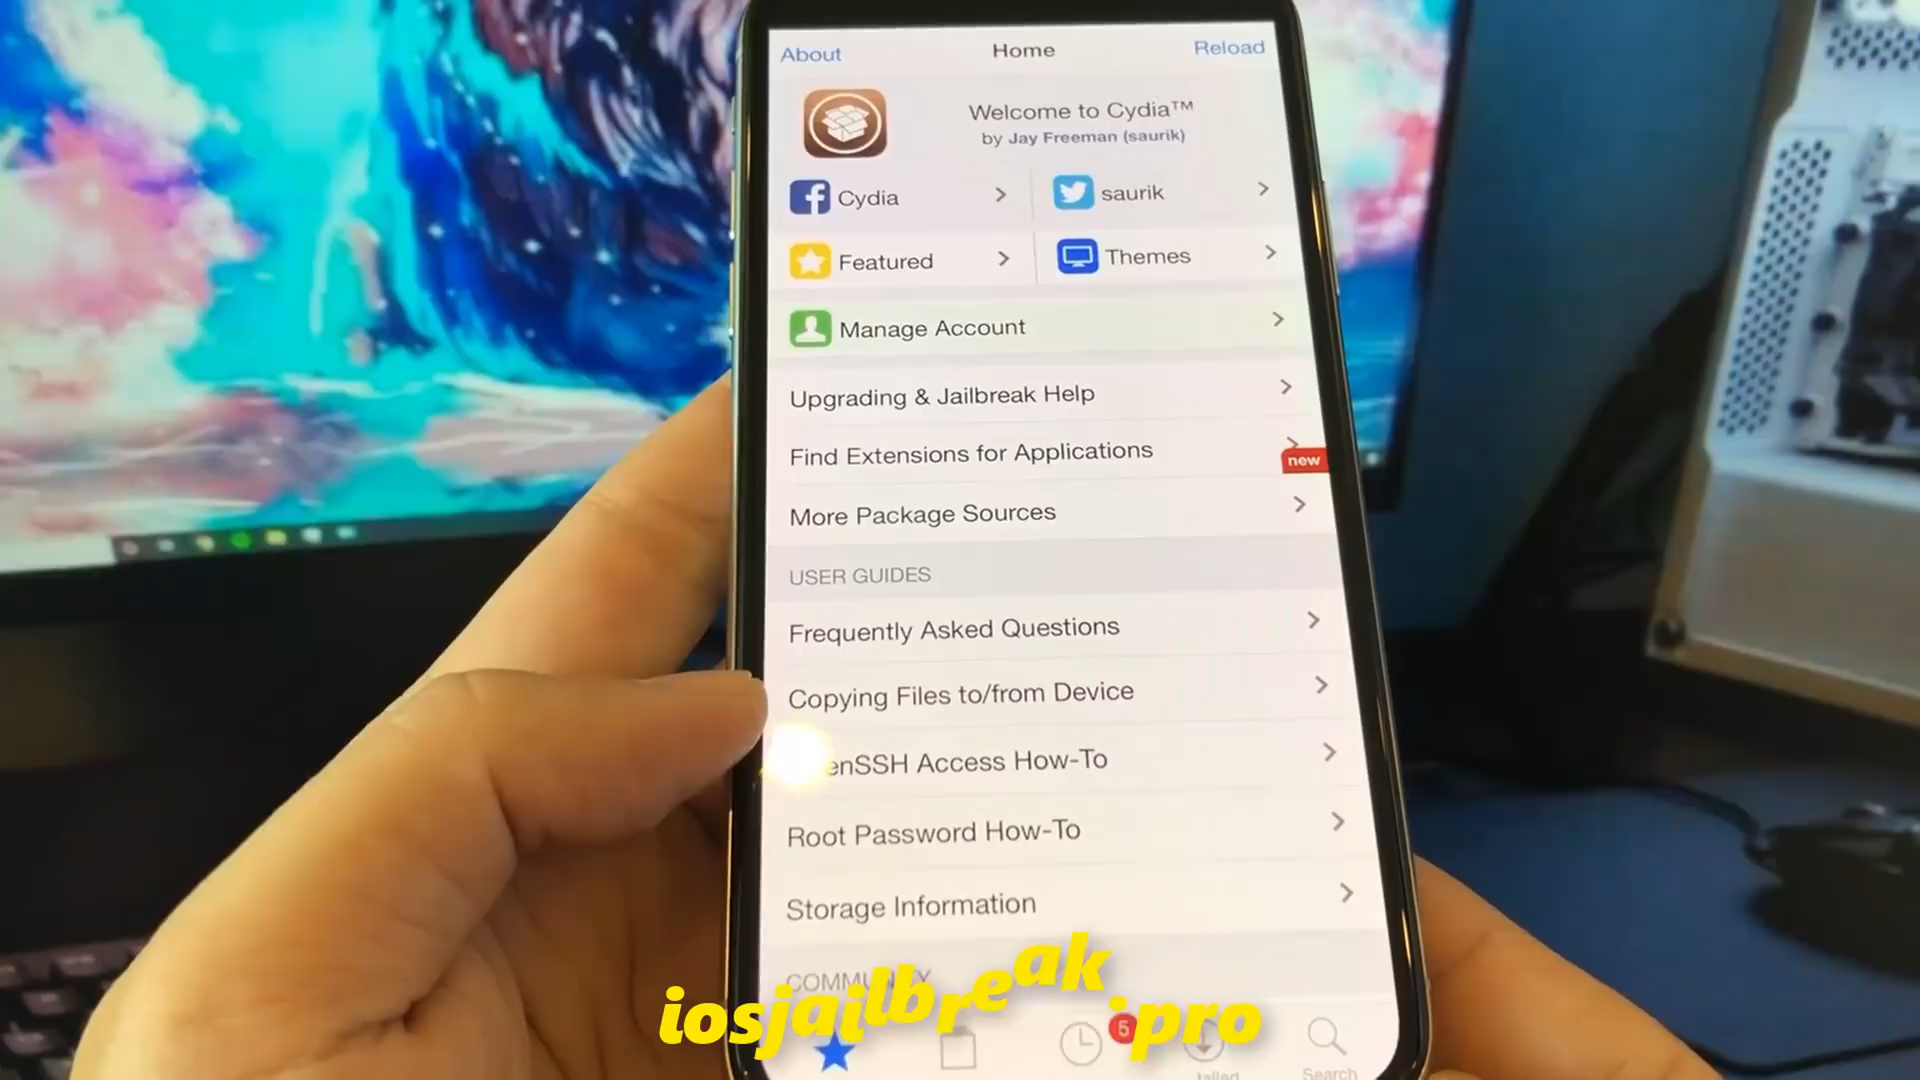 About Home Reload
Welcome to Cydia™
by Jay Freeman (saurik)
Cydia saurik
Featured Themes
Manage Account
Upgrading & Jailbreak Help
Find Extensions for Applications
new
More Package Sources
USER GUIDES
Frequently Asked Questions
Copying Files to/from Device
enSSH Access How-To
Root Password How-To
Storage Information
COMMUNITY
iosjailbreak.pro
5
alled Search